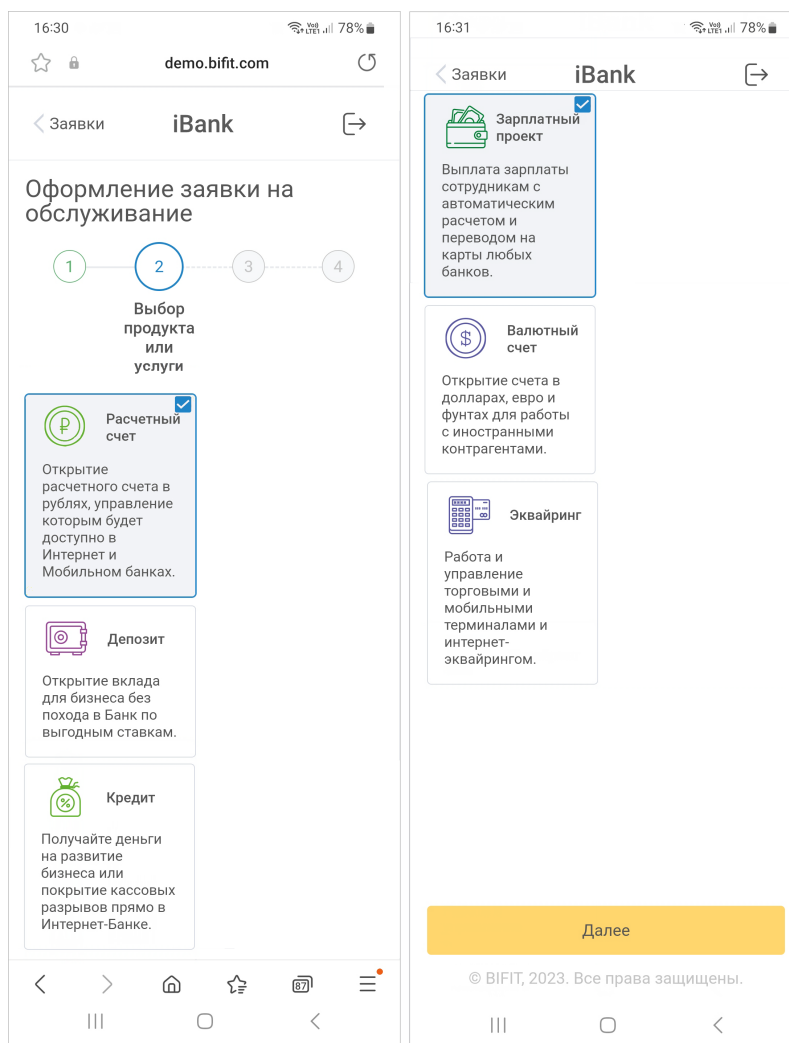 16:30
Vo)) LTE1 78%
demo.bifit.com
Заявки
iBank
Оформление заявки на
обслуживание
1
2
3
4
Выбор
продукта
или
услуги
₽
Расчетный
счет
Открытие
расчетного счета в
рублях, управление
которым будет
доступно в
Интернет и
Мобильном банках.
Депозит
Открытие вклада
для бизнеса без
похода в Банк по
выгодным ставкам.
%
Кредит
Получайте деньги
на развитие
бизнеса или
покрытие кассовых
разрывов прямо в
Интернет-Банке.
87
16:31
Vo)) LTE1 78%
Заявки
iBank
Зарплатный
проект
Выплата зарплаты
сотрудникам с
автоматическим
расчетом и
переводом на
карты любых
банков.
$
Валютный
счет
Открытие счета в
долларах, евро и
фунтах для работы
с иностранными
контрагентами.
Эквайринг
Работа и
управление
торговыми и
мобильными
терминалами и
интернет-
эквайрингом.
Далее
© BIFIT, 2023. Все права защищены.